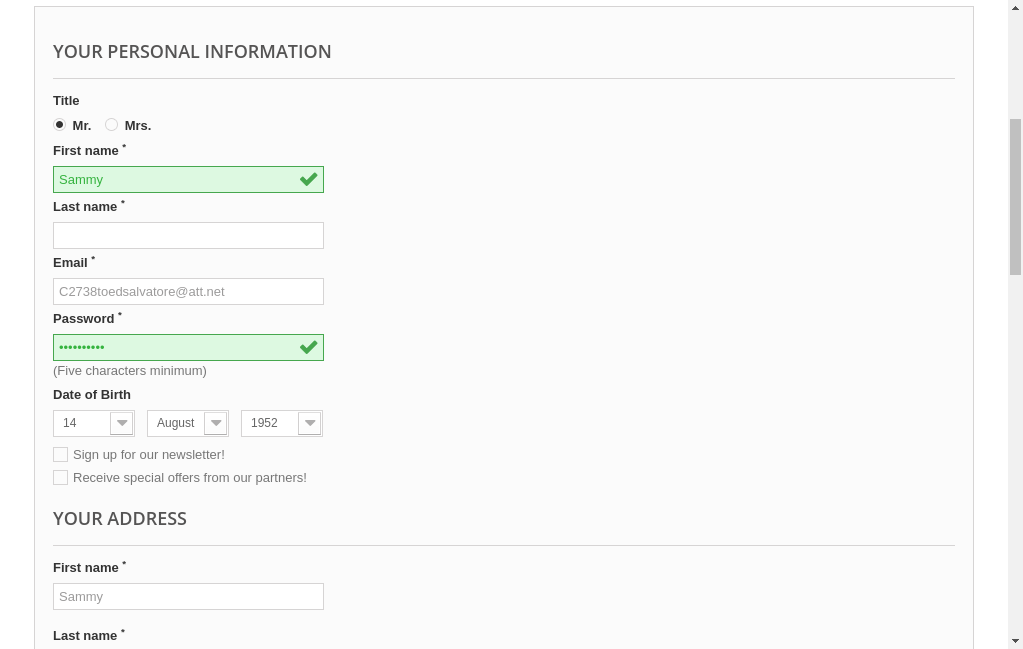 YOUR PERSONAL INFORMATION
Title
Mr. Mrs.
First name *
Sammy
Last name *
Email *
C2738toedsalvatore@att.net
Password *
••••••••••
(Five characters minimum)
Date of Birth
14 August 1952
Sign up for our newsletter!
Receive special offers from our partners!
YOUR ADDRESS
First name *
Sammy
Last name *